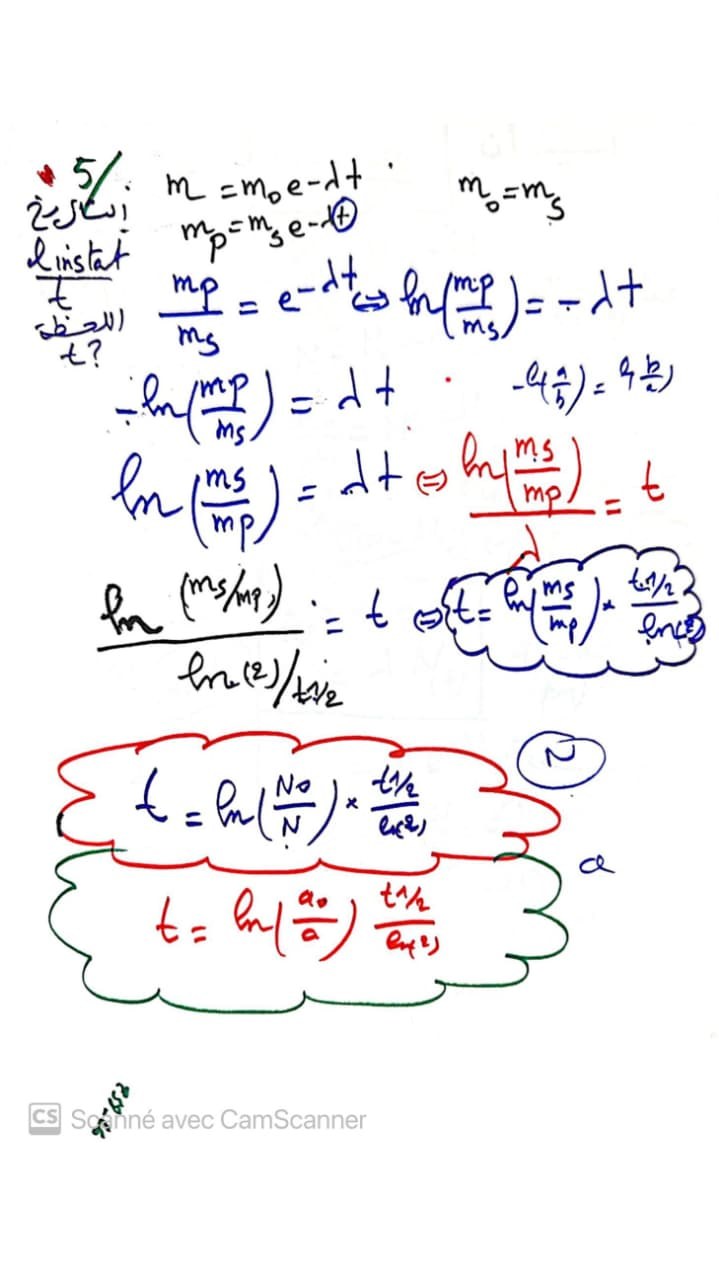 5/.
التاريخ
l'instat
t
اللحظة
t?
m = m₀e-λt
m₀=ms
mp=mse-λt
mp/ms = e-λt ⇔ ln(mp/ms) = -λt
-ln(mp/ms) = λt
-ln(a/b) = ln(b/a)
ln(ms/mp) = λt ⇔ ln(ms/mp)/λ = t
ln(ms/mp)/ln(2)/t1/2 = t ⇔ t= ln(ms/mp) × t1/2/ln(2)
N
t = ln(N₀/N) × t1/2/ln(2)
a
t = ln(a₀/a) t1/2/ln(2)
CS Scanné avec CamScanner